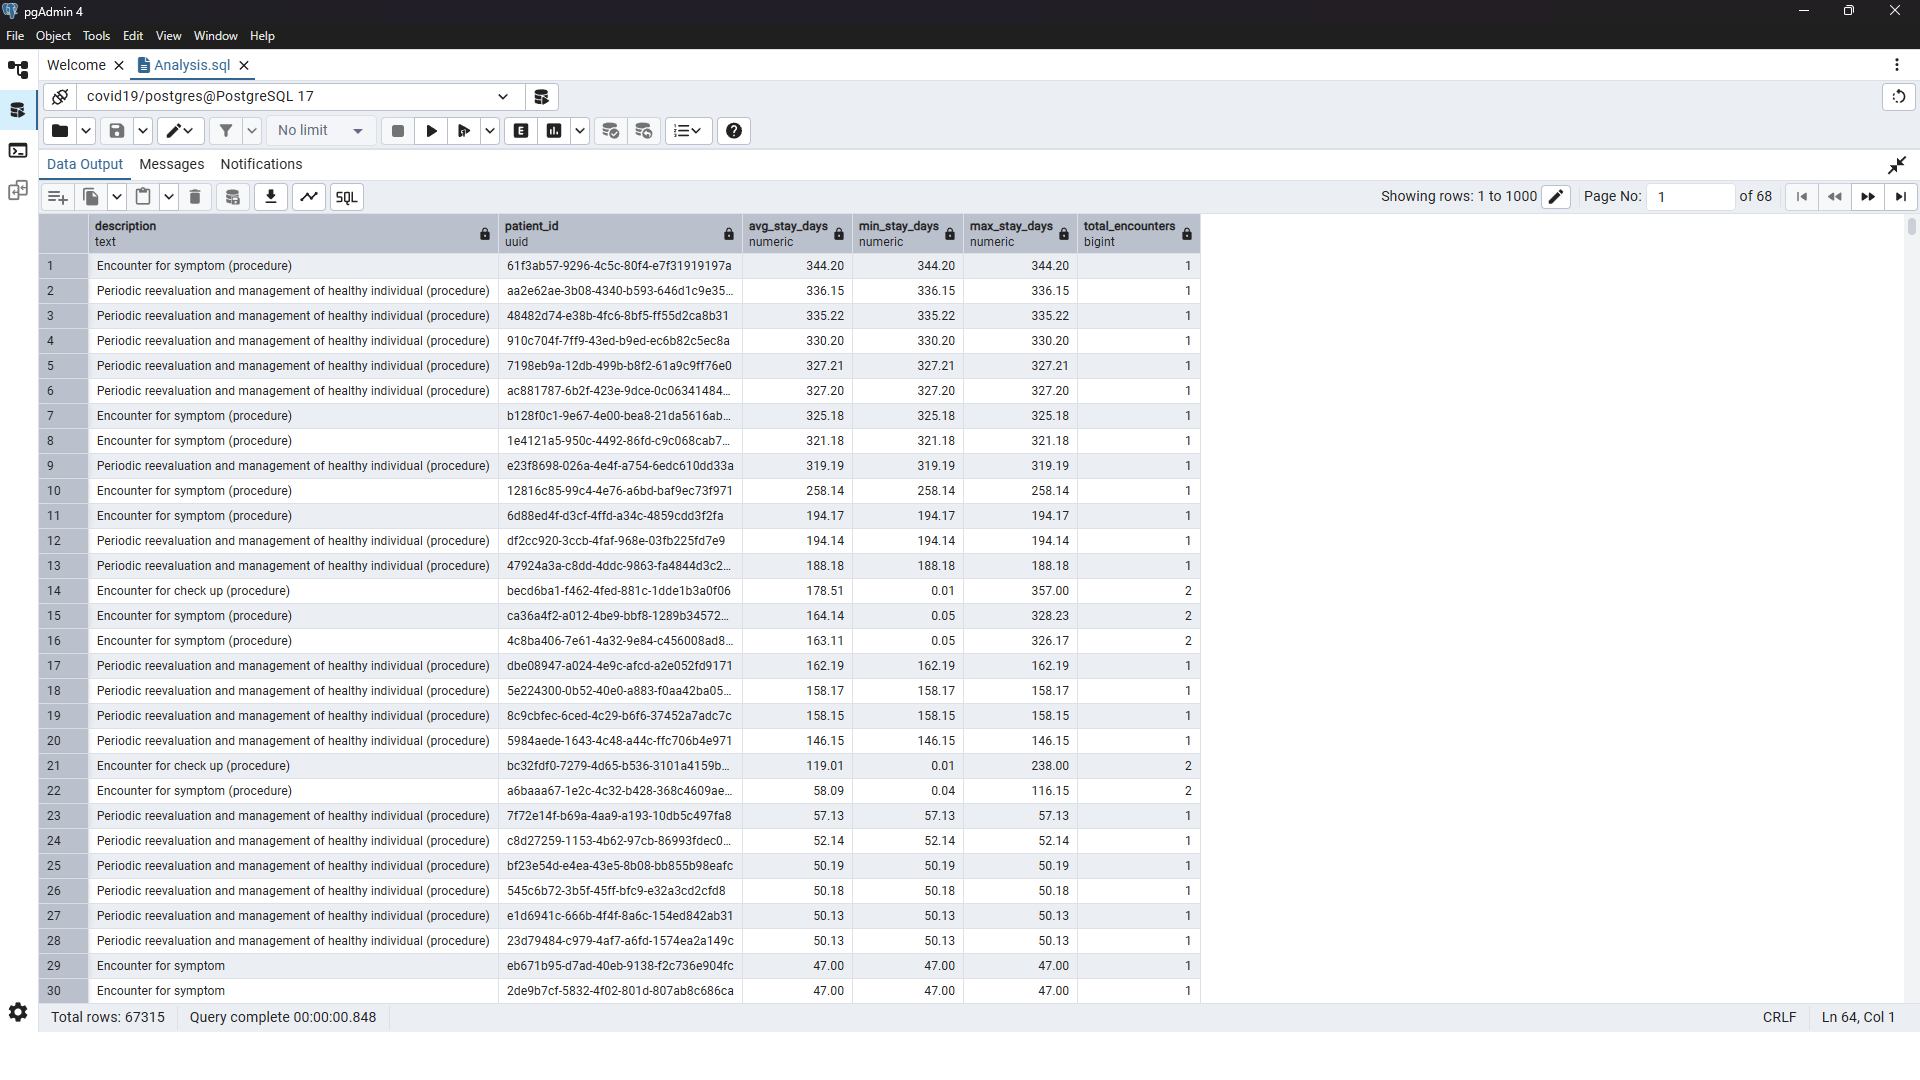 pgAdmin 4
File Object Tools Edit View Window Help
Welcome Analysis.sql
covid19/postgres@PostgreSQL 17
No limit
Data Output Messages Notifications
SQL Showing rows: 1 to 1000 Page No: 1 of 68
description patient_id avg_stay_days min_stay_days max_stay_days total_encounters
text uuid numeric numeric numeric bigint
1 Encounter for symptom (procedure) 61f3ab57-9296-4c5c-80f4-e7f31919197a 344.20 344.20 344.20 1
2 Periodic reevaluation and management of healthy individual (procedure) aa2e62ae-3b08-4340-b593-646d1c9e35... 336.15 336.15 336.15 1
3 Periodic reevaluation and management of healthy individual (procedure) 48482d74-e38b-4fc6-8bf5-ff55d2ca8b31 335.22 335.22 335.22 1
4 Periodic reevaluation and management of healthy individual (procedure) 910c704f-7ff9-43ed-b9ed-ec6b82c5ec8a 330.20 330.20 330.20 1
5 Periodic reevaluation and management of healthy individual (procedure) 7198eb9a-12db-499b-b8f2-61a9c9ff76e0 327.21 327.21 327.21 1
6 Periodic reevaluation and management of healthy individual (procedure) ac881787-6b2f-423e-9dce-0c06341484... 327.20 327.20 327.20 1
7 Encounter for symptom (procedure) b128f0c1-9e67-4e00-bea8-21da5616ab... 325.18 325.18 325.18 1
8 Encounter for symptom (procedure) 1e4121a5-950c-4492-86fd-c9c068cab7... 321.18 321.18 321.18 1
9 Periodic reevaluation and management of healthy individual (procedure) e23f8698-026a-4e4f-a754-6edc610dd33a 319.19 319.19 319.19 1
10 Encounter for symptom (procedure) 12816c85-99c4-4e76-a6bd-baf9ec73f971 258.14 258.14 258.14 1
11 Encounter for symptom (procedure) 6d88ed4f-d3cf-4ffd-a34c-4859cdd3f2fa 194.17 194.17 194.17 1
12 Periodic reevaluation and management of healthy individual (procedure) df2cc920-3ccb-4faf-968e-03fb225fd7e9 194.14 194.14 194.14 1
13 Periodic reevaluation and management of healthy individual (procedure) 47924a3a-c8dd-4ddc-9863-fa4844d3c2... 188.18 188.18 188.18 1
14 Encounter for check up (procedure) becd6ba1-f462-4fed-881c-1dde1b3a0f06 178.51 0.01 357.00 2
15 Encounter for symptom (procedure) ca36a4f2-a012-4be9-bbf8-1289b34572... 164.14 0.05 328.23 2
16 Encounter for symptom (procedure) 4c8ba406-7e61-4a32-9e84-c456008ad8... 163.11 0.05 326.17 2
17 Periodic reevaluation and management of healthy individual (procedure) dbe08947-a024-4e9c-afcd-a2e052fd9171 162.19 162.19 162.19 1
18 Periodic reevaluation and management of healthy individual (procedure) 5e224300-0b52-40e0-a883-f0aa42ba05... 158.17 158.17 158.17 1
19 Periodic reevaluation and management of healthy individual (procedure) 8c9cbfec-6ced-4c29-b6f6-37452a7adc7c 158.15 158.15 158.15 1
20 Periodic reevaluation and management of healthy individual (procedure) 5984aede-1643-4c48-a44c-ffc706b4e971 146.15 146.15 146.15 1
21 Encounter for check up (procedure) bc32fdf0-7279-4d65-b536-3101a4159b... 119.01 0.01 238.00 2
22 Encounter for symptom (procedure) a6baaa67-1e2c-4c32-b428-368c4609ae... 58.09 0.04 116.15 2
23 Periodic reevaluation and management of healthy individual (procedure) 7f72e14f-b69a-4aa9-a193-10db5c497fa8 57.13 57.13 57.13 1
24 Periodic reevaluation and management of healthy individual (procedure) c8d27259-1153-4b62-97cb-86993fdec0... 52.14 52.14 52.14 1
25 Periodic reevaluation and management of healthy individual (procedure) bf23e54d-e4ea-43e5-8b08-bb855b98eafc 50.19 50.19 50.19 1
26 Periodic reevaluation and management of healthy individual (procedure) 545c6b72-3b5f-45ff-bfc9-e32a3cd2cfd8 50.18 50.18 50.18 1
27 Periodic reevaluation and management of healthy individual (procedure) e1d6941c-666b-4f4f-8a6c-154ed842ab31 50.13 50.13 50.13 1
28 Periodic reevaluation and management of healthy individual (procedure) 23d79484-c979-4af7-a6fd-1574ea2a149c 50.13 50.13 50.13 1
29 Encounter for symptom eb671b95-d7ad-40eb-9138-f2c736e904fc 47.00 47.00 47.00 1
30 Encounter for symptom 2de9b7cf-5832-4f02-801d-807ab8c686ca 47.00 47.00 47.00 1
Total rows: 67315 Query complete 00:00:00.848 CRLF Ln 64, Col 1